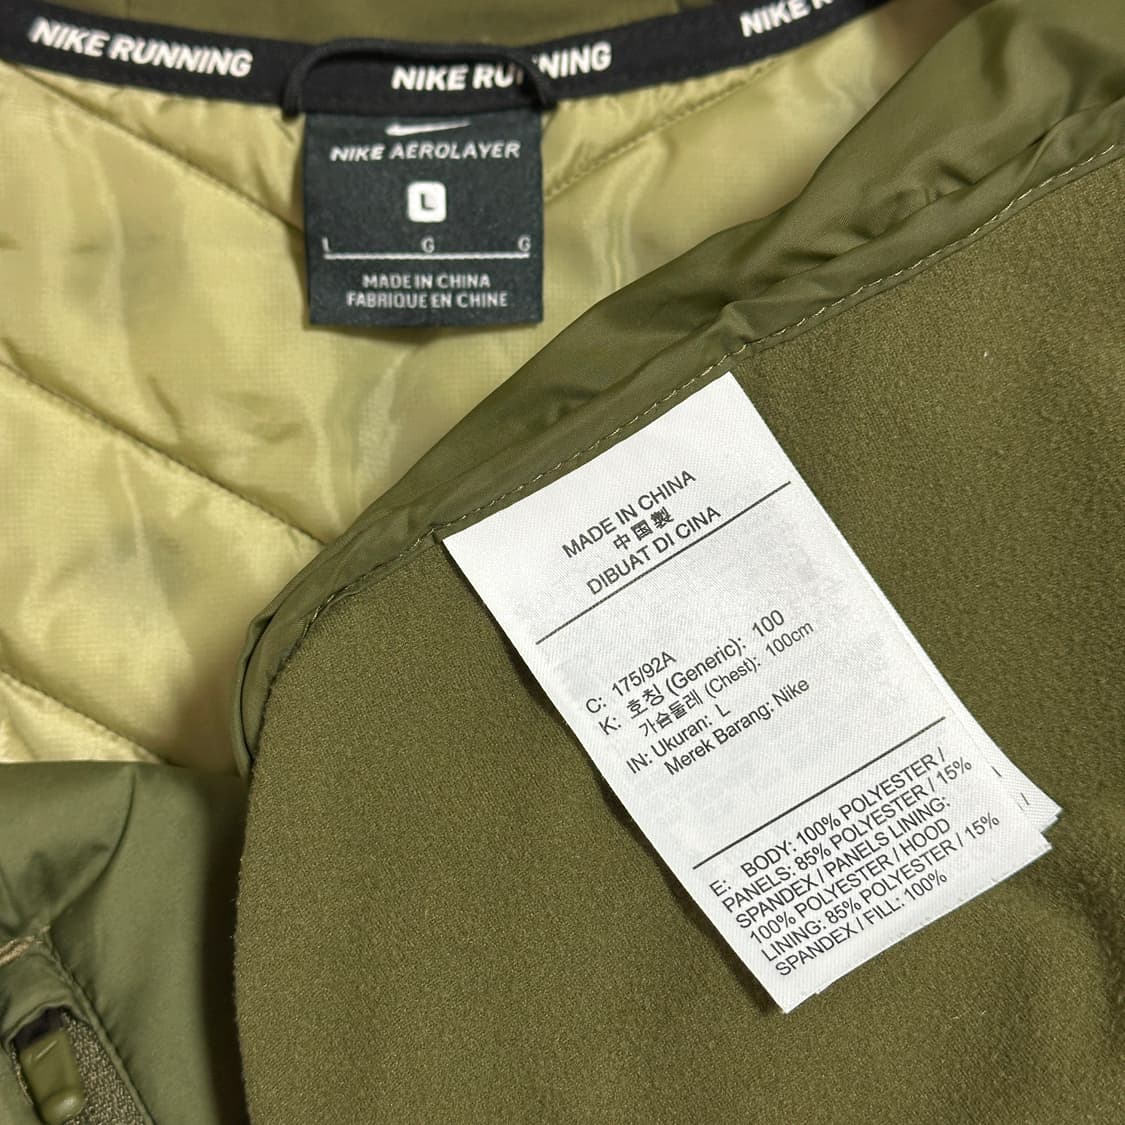 NIKE RUNNING
NIKE RU NING
NIKE R
NIKE AEROLAYER
L
L G G
MADE IN CHINA
FABRIQUE EN CHINE
MADE IN CHINA
中国製
DIBUAT DI CINA
C: 175/92A
K: 호칭 (Generic): 100
가슴둘레 (Chest): 100cm
IN: Ukuran: L
Merek Barang: Nike
E: BODY: 100% POLYESTER /
PANELS: 85% POLYESTER / 15%
SPANDEX / PANELS LINING:
100% POLYESTER / HOOD
LINING: 85% POLYESTER / 15%
SPANDEX / FILL: 100%